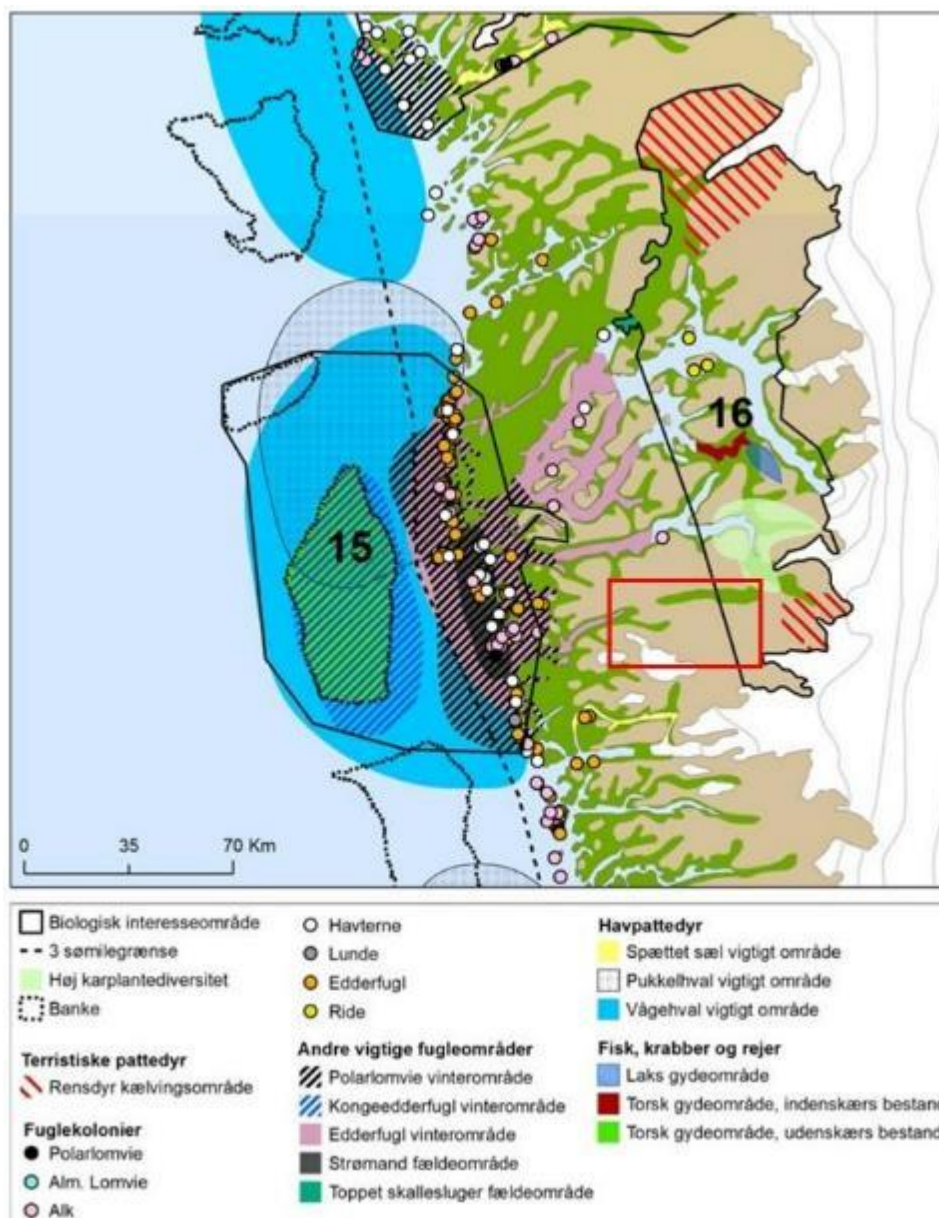 16
15
0 35 70 Km
Biologisk interesseområde
3 sømilegrænse
Høj karplantediversitet
Banke
Terristiske pattedyr
Rensdyr kælvingsområde
Fuglekolonier
Polarlomvie
Alm. Lomvie
Alk
Havterne
Lunde
Edderfugl
Ride
Andre vigtige fugleområder
Polarlomvie vinterområde
Kongeedderfugl vinterområde
Edderfugl vinterområde
Strømand fældeområde
Toppet skallesluger fældeområde
Havpattedyr
Spættet sæl vigtigt område
Pukkelhval vigtigt område
Vågehval vigtigt område
Fisk, krabber og rejer
Laks gydeområde
Torsk gydeområde, indenskærs bestand
Torsk gydeområde, udenskærs bestand